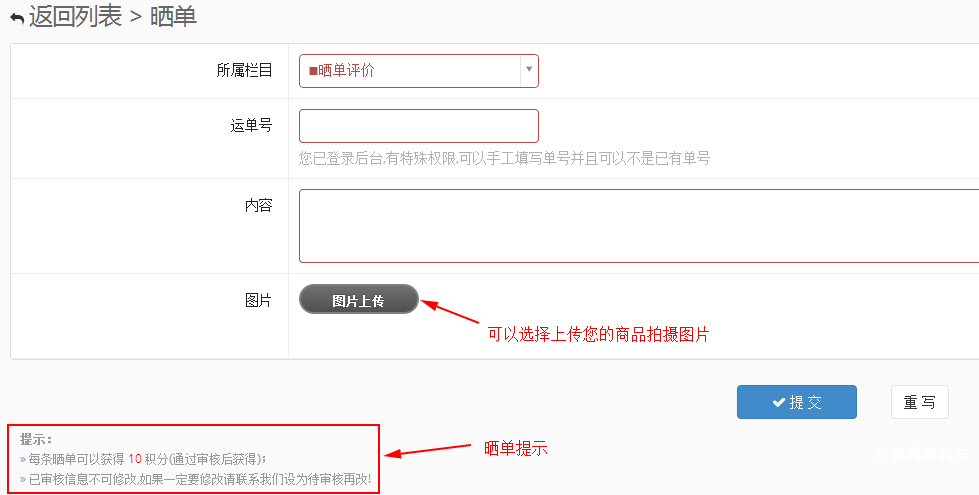 返回列表 > 晒单
所属栏目
■晒单评价
运单号
您已登录后台,有特殊权限,可以手工填写单号并且可以不是已有单号
内容
图片
图片上传
可以选择上传您的商品拍摄图片
提 交
重 写
提示:
» 每条晒单可以获得 10 积分(通过审核后获得);
» 已审核信息不可修改,如果一定要修改请联系我们设为待审核再改!
晒单提示